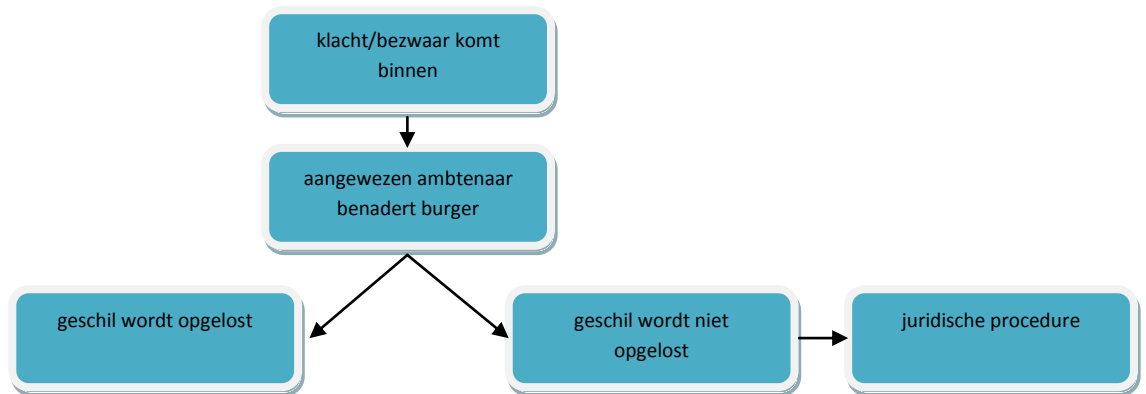 klacht/bezwaar komt
binnen
aangewezen ambtenaar
benadert burger
geschil wordt opgelost
geschil wordt niet
opgelost
juridische procedure